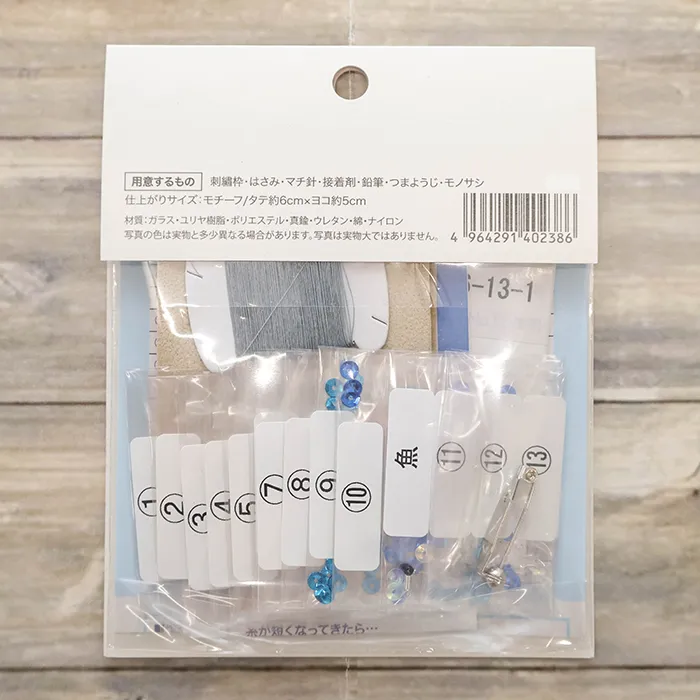 用意するもの 刺繡枠・はさみ・マチ針・接着剤・鉛筆・つまようじ・モノサシ
仕上がりサイズ:モチーフ/タテ約6cm×ヨコ約5cm
材質:ガラス・ユリヤ樹脂・ポリエステル・真鍮・ウレタン・綿・ナイロン
写真の色は実物と多少異なる場合があります。写真は実物大ではありません。
4 964291 402386
-13-1
①
②
③
④
⑤
⑦
⑧
⑨
⑩
魚
⑪
⑫
⑬
糸が短くなってきたら…